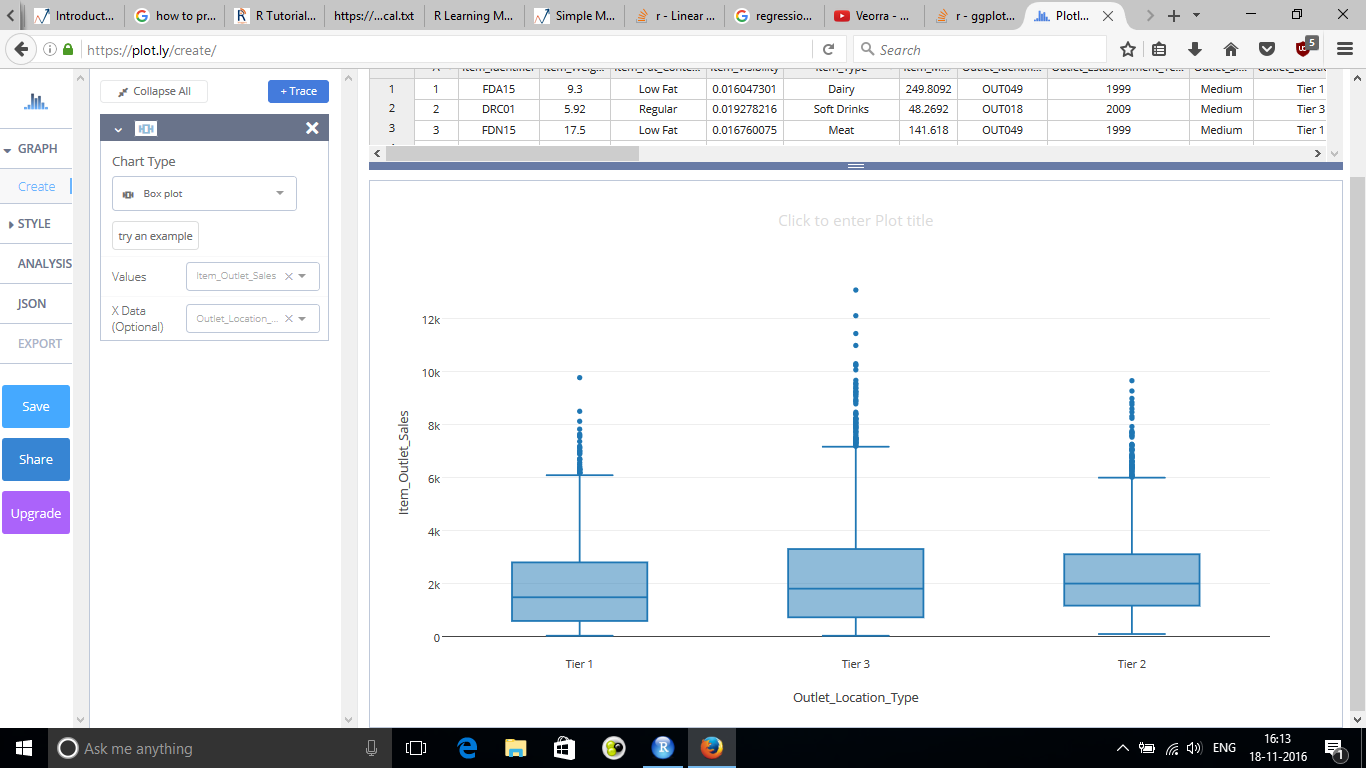 Introduct...
how to pr...
R Tutorial...
https://...cal.txt
R Learning M...
Simple M...
r - Linear ...
regressio...
Veorra - ...
r - ggplot...
Plotl...
https://plot.ly/create/
Search
5
GRAPH
Create
STYLE
ANALYSIS
JSON
EXPORT
Save
Share
Upgrade
Collapse All
+ Trace
Chart Type
Box plot
try an example
Values
Item_Outlet_Sales
X Data
(Optional)
Outlet_Location_...
X Item_Identifier Item_Weig... Item_Fat_Conte... Item_Visibility Item_Type Item_M... Outlet_Identifi... Outlet_Establishment_Ye... Outlet_Si... Outlet_Locatio
1 1 FDA15 9.3 Low Fat 0.016047301 Dairy 249.8092 OUT049 1999 Medium Tier 1
2 2 DRC01 5.92 Regular 0.019278216 Soft Drinks 48.2692 OUT018 2009 Medium Tier 3
3 3 FDN15 17.5 Low Fat 0.016760075 Meat 141.618 OUT049 1999 Medium Tier 1
Click to enter Plot title
12k
10k
8k
6k
4k
2k
0
Item_Outlet_Sales
Tier 1
Tier 3
Tier 2
Outlet_Location_Type
Ask me anything
ENG
16:13
18-11-2016
1